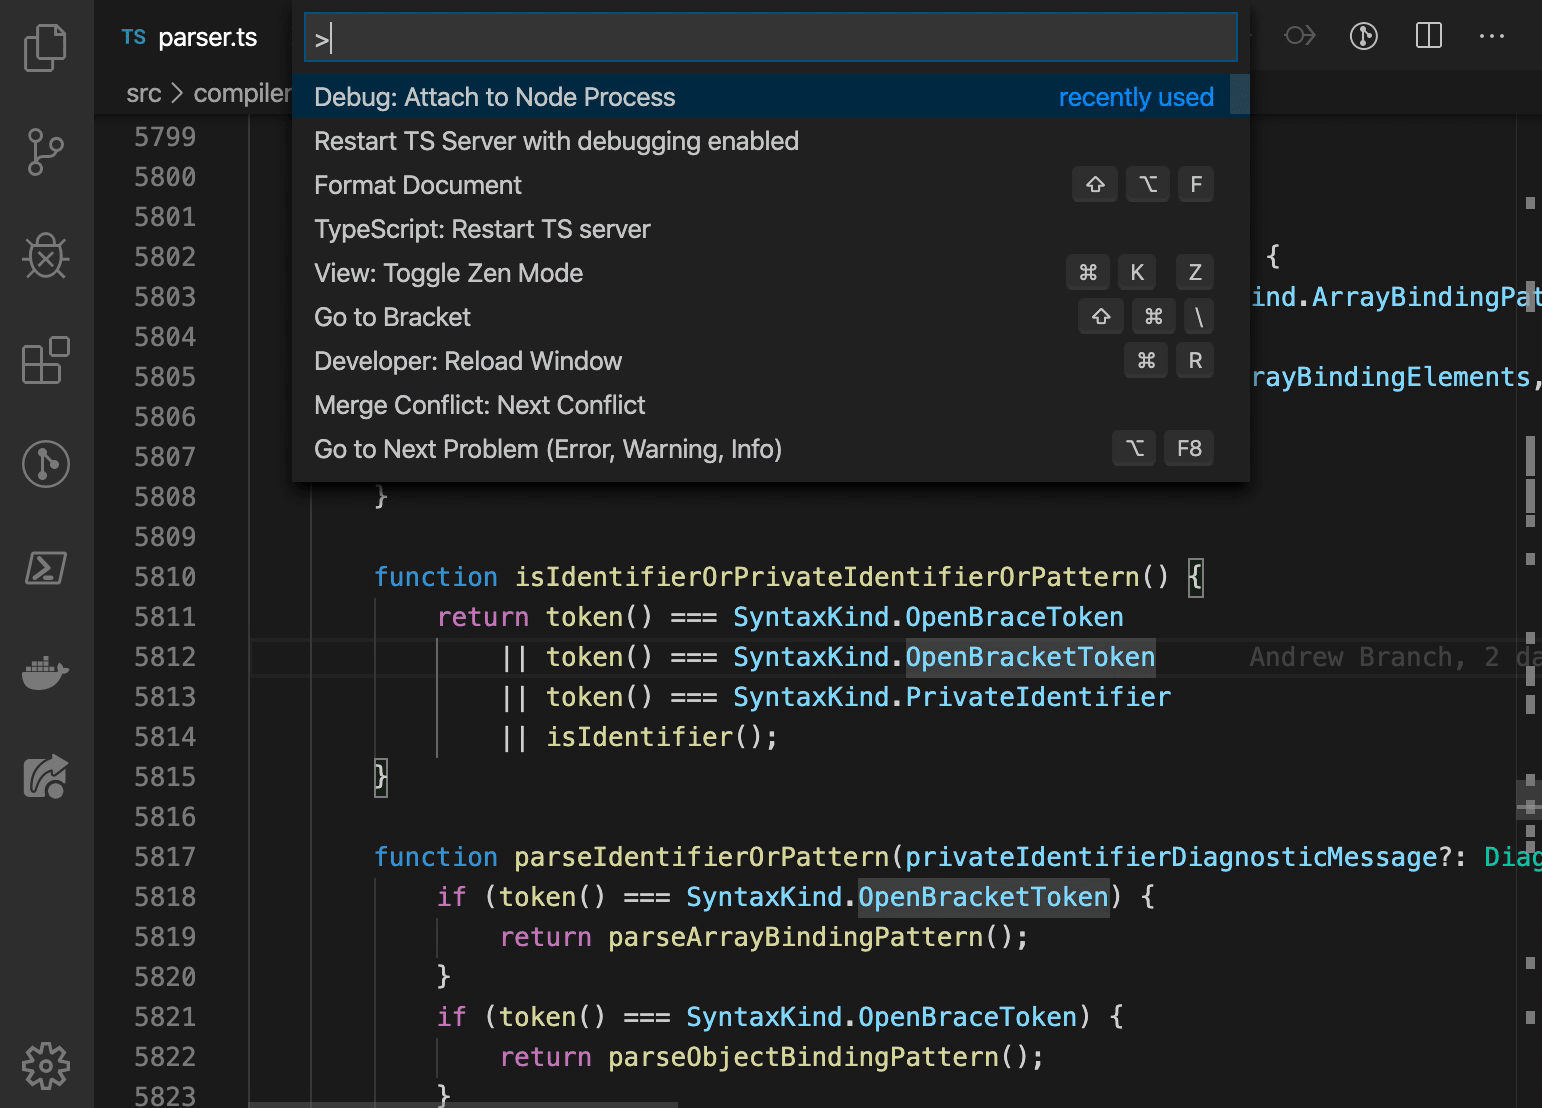 TS parser.ts
>
src > compiler
Debug: Attach to Node Process recently used
Restart TS Server with debugging enabled
Format Document ⇧ ⌥ F
TypeScript: Restart TS server
View: Toggle Zen Mode ⌘ K Z
Go to Bracket ⇧ ⌘ \
Developer: Reload Window ⌘ R
Merge Conflict: Next Conflict
Go to Next Problem (Error, Warning, Info) ⌥ F8
5799
5800
5801
5802 {
5803 ind.ArrayBindingPat
5804
5805 rayBindingElements,
5806
5807
5808 }
5809
5810 function isIdentifierOrPrivateIdentifierOrPattern() {
5811 return token() === SyntaxKind.OpenBraceToken
5812 || token() === SyntaxKind.OpenBracketToken Andrew Branch, 2 da
5813 || token() === SyntaxKind.PrivateIdentifier
5814 || isIdentifier();
5815 }
5816
5817 function parseIdentifierOrPattern(privateIdentifierDiagnosticMessage?: Diag
5818 if (token() === SyntaxKind.OpenBracketToken) {
5819 return parseArrayBindingPattern();
5820 }
5821 if (token() === SyntaxKind.OpenBraceToken) {
5822 return parseObjectBindingPattern();
5823 }